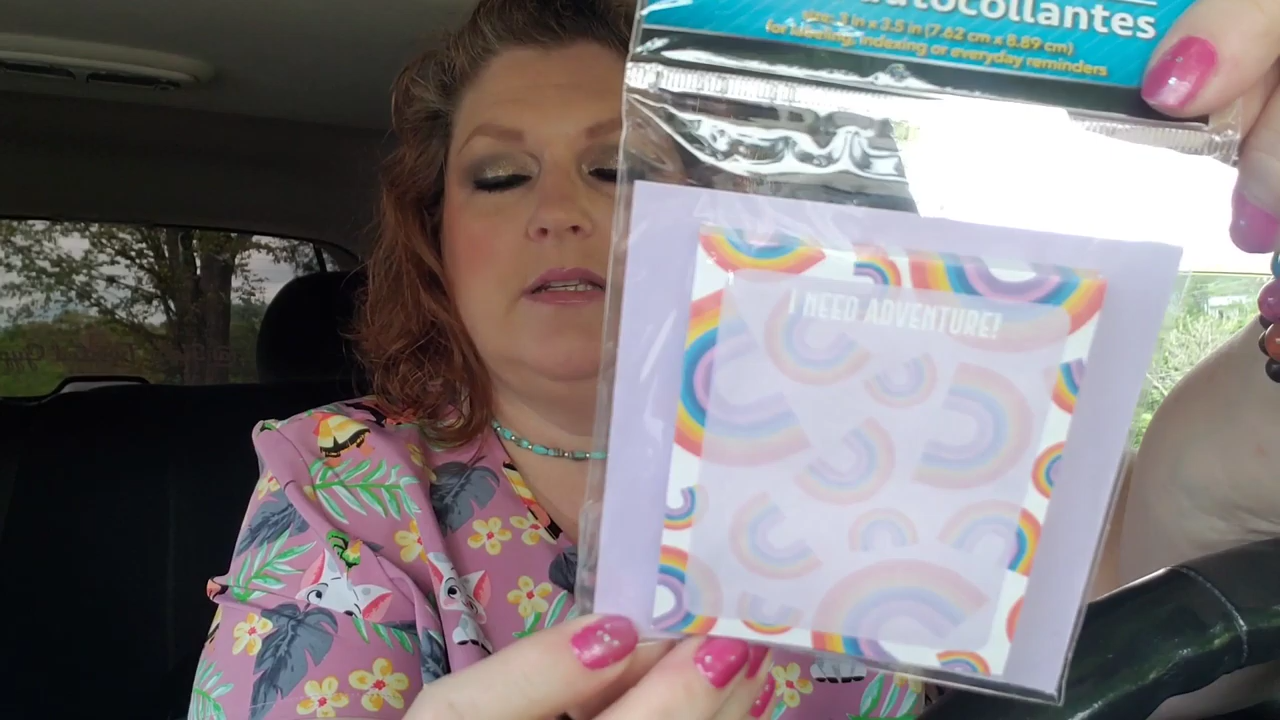 autocollantes
size: 3 in x 3.5 in (7.62 cm x 8.89 cm)
for labeling, indexing or everyday reminders
I NEED ADVENTURE!